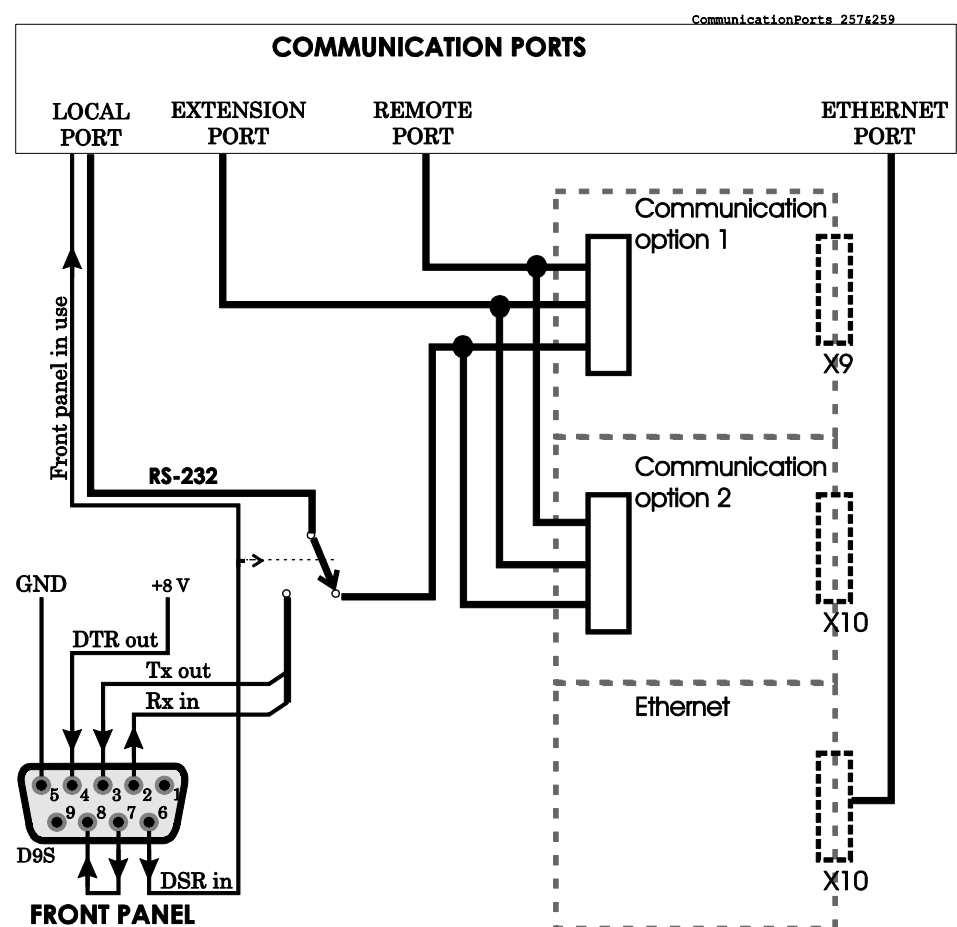 CommunicationPorts 257&259
COMMUNICATION PORTS
LOCAL
PORT
EXTENSION
PORT
REMOTE
PORT
ETHERNET
PORT
Communication
option 1
X9
Front panel in use
RS-232
Communication
option 2
X10
GND
+8 V
DTR out
Tx out
Rx in
Ethernet
5 4 3 2 1
9 8 7 6
D9S
DSR in
X10
FRONT PANEL